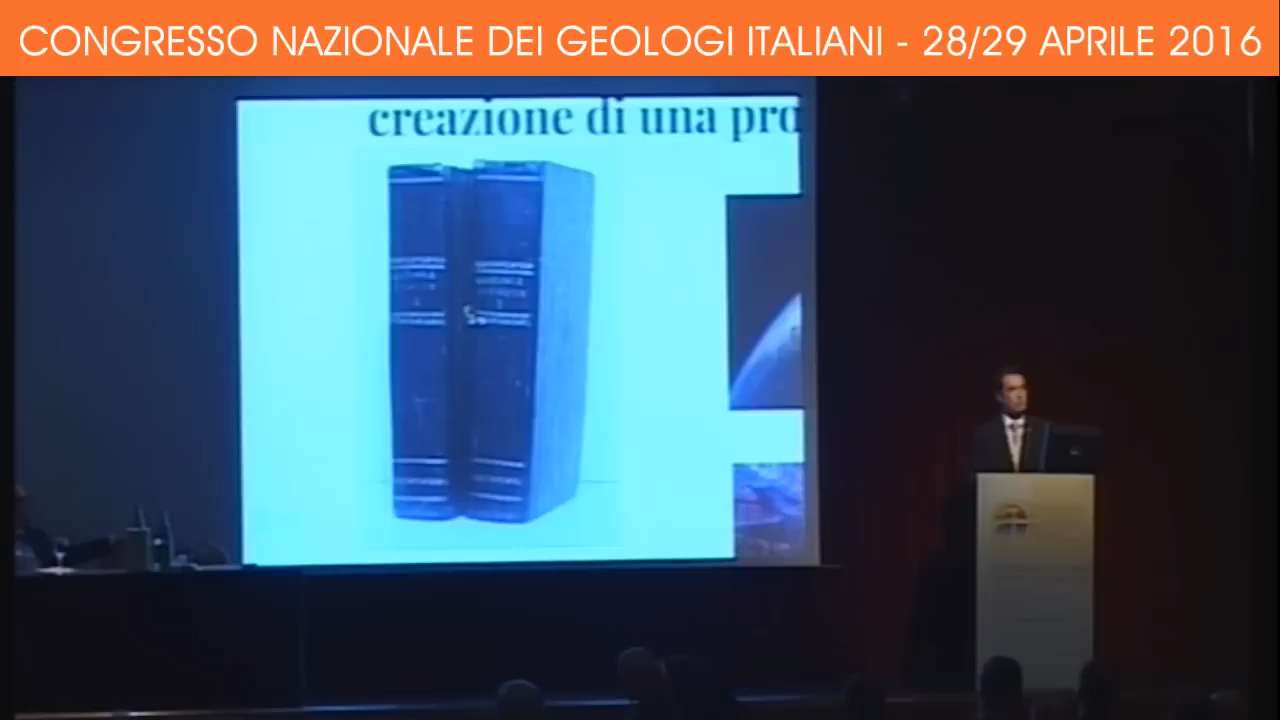 CONGRESSO NAZIONALE DEI GEOLOGI ITALIANI - 28/29 APRILE 2016
creazione di una pro